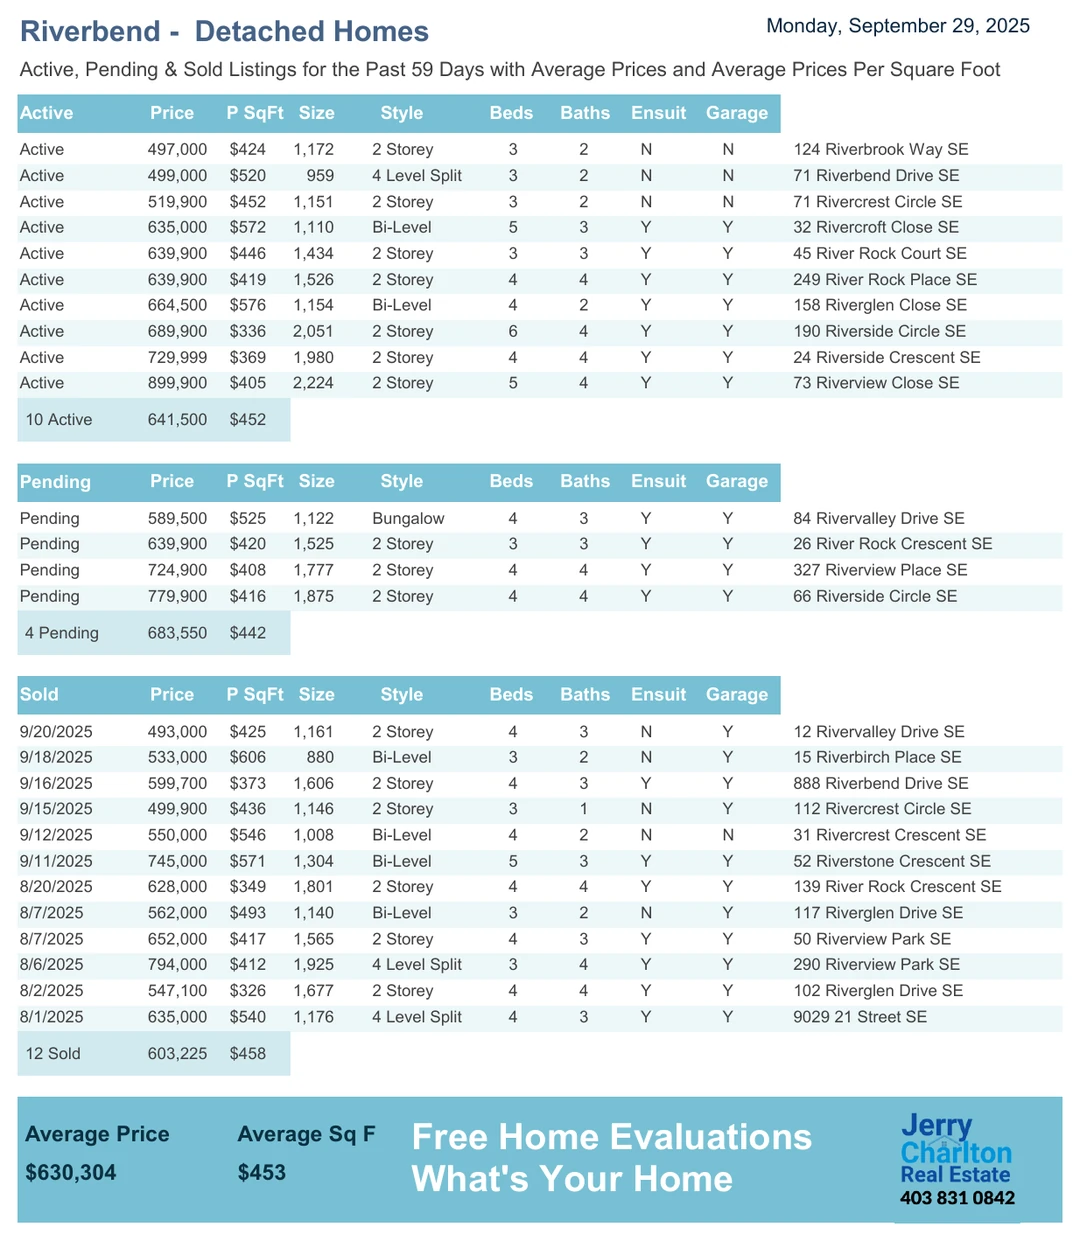 Riverbend -  Detached Homes
Monday, September 29, 2025
Active, Pending & Sold Listings for the Past 59 Days with Average Prices and Average Prices Per Square Foot
Active Price P SqFt Size Style Beds Baths Ensuit Garage
Active 497,000 $424 1,172 2 Storey 3 2 N N 124 Riverbrook Way SE
Active 499,000 $520 959 4 Level Split 3 2 N N 71 Riverbend Drive SE
Active 519,900 $452 1,151 2 Storey 3 2 N N 71 Rivercrest Circle SE
Active 635,000 $572 1,110 Bi-Level 5 3 Y Y 32 Rivercroft Close SE
Active 639,900 $446 1,434 2 Storey 3 3 Y Y 45 River Rock Court SE
Active 639,900 $419 1,526 2 Storey 4 4 Y Y 249 River Rock Place SE
Active 664,500 $576 1,154 Bi-Level 4 2 Y Y 158 Riverglen Close SE
Active 689,900 $336 2,051 2 Storey 6 4 Y Y 190 Riverside Circle SE
Active 729,999 $369 1,980 2 Storey 4 4 Y Y 24 Riverside Crescent SE
Active 899,900 $405 2,224 2 Storey 5 4 Y Y 73 Riverview Close SE
10 Active 641,500 $452
Pending Price P SqFt Size Style Beds Baths Ensuit Garage
Pending 589,500 $525 1,122 Bungalow 4 3 Y Y 84 Rivervalley Drive SE
Pending 639,900 $420 1,525 2 Storey 3 3 Y Y 26 River Rock Crescent SE
Pending 724,900 $408 1,777 2 Storey 4 4 Y Y 327 Riverview Place SE
Pending 779,900 $416 1,875 2 Storey 4 4 Y Y 66 Riverside Circle SE
4 Pending 683,550 $442
Sold Price P SqFt Size Style Beds Baths Ensuit Garage
9/20/2025 493,000 $425 1,161 2 Storey 4 3 N Y 12 Rivervalley Drive SE
9/18/2025 533,000 $606 880 Bi-Level 3 2 N Y 15 Riverbirch Place SE
9/16/2025 599,700 $373 1,606 2 Storey 4 3 Y Y 888 Riverbend Drive SE
9/15/2025 499,900 $436 1,146 2 Storey 3 1 N Y 112 Rivercrest Circle SE
9/12/2025 550,000 $546 1,008 Bi-Level 4 2 N N 31 Rivercrest Crescent SE
9/11/2025 745,000 $571 1,304 Bi-Level 5 3 Y Y 52 Riverstone Crescent SE
8/20/2025 628,000 $349 1,801 2 Storey 4 4 Y Y 139 River Rock Crescent SE
8/7/2025 562,000 $493 1,140 Bi-Level 3 2 N Y 117 Riverglen Drive SE
8/7/2025 652,000 $417 1,565 2 Storey 4 3 Y Y 50 Riverview Park SE
8/6/2025 794,000 $412 1,925 4 Level Split 3 4 Y Y 290 Riverview Park SE
8/2/2025 547,100 $326 1,677 2 Storey 4 4 Y Y 102 Riverglen Drive SE
8/1/2025 635,000 $540 1,176 4 Level Split 4 3 Y Y 9029 21 Street SE
12 Sold 603,225 $458
Average Price Average Sq F
$630,304 $453
Free Home Evaluations
What's Your Home
Jerry
Charlton
Real Estate
403 831 0842